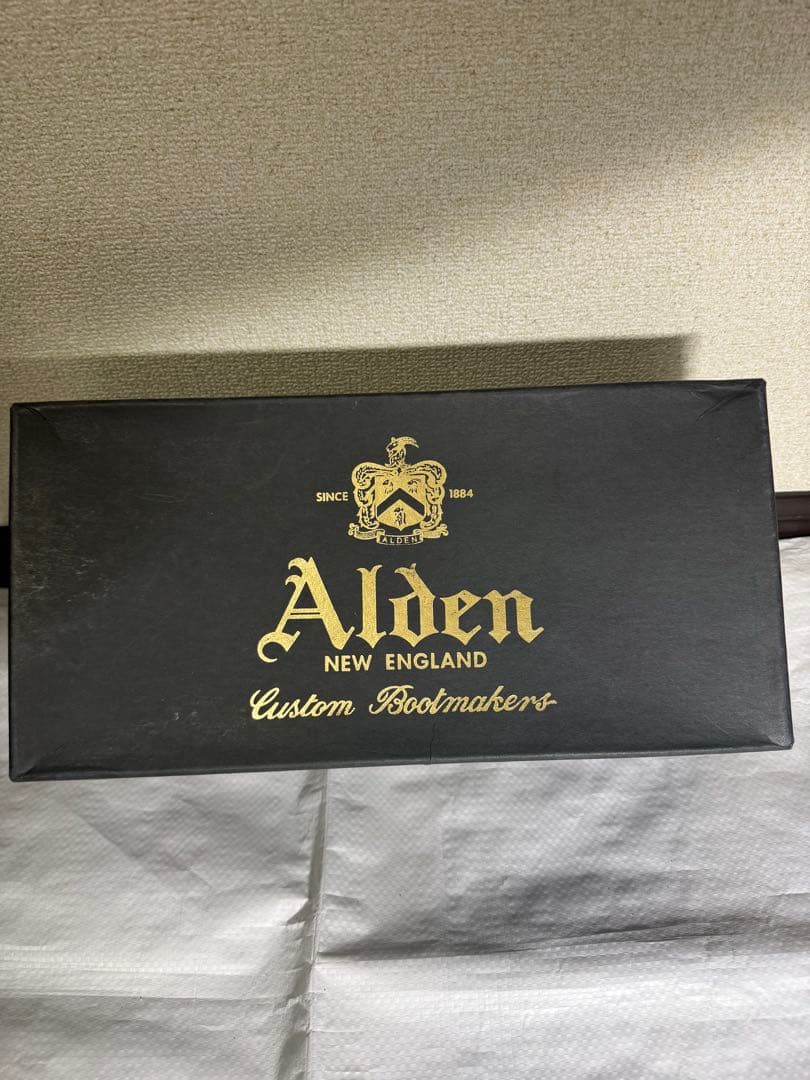 SINCE 1884
ALDEN
Alden
NEW ENGLAND
Custom Bootmakers